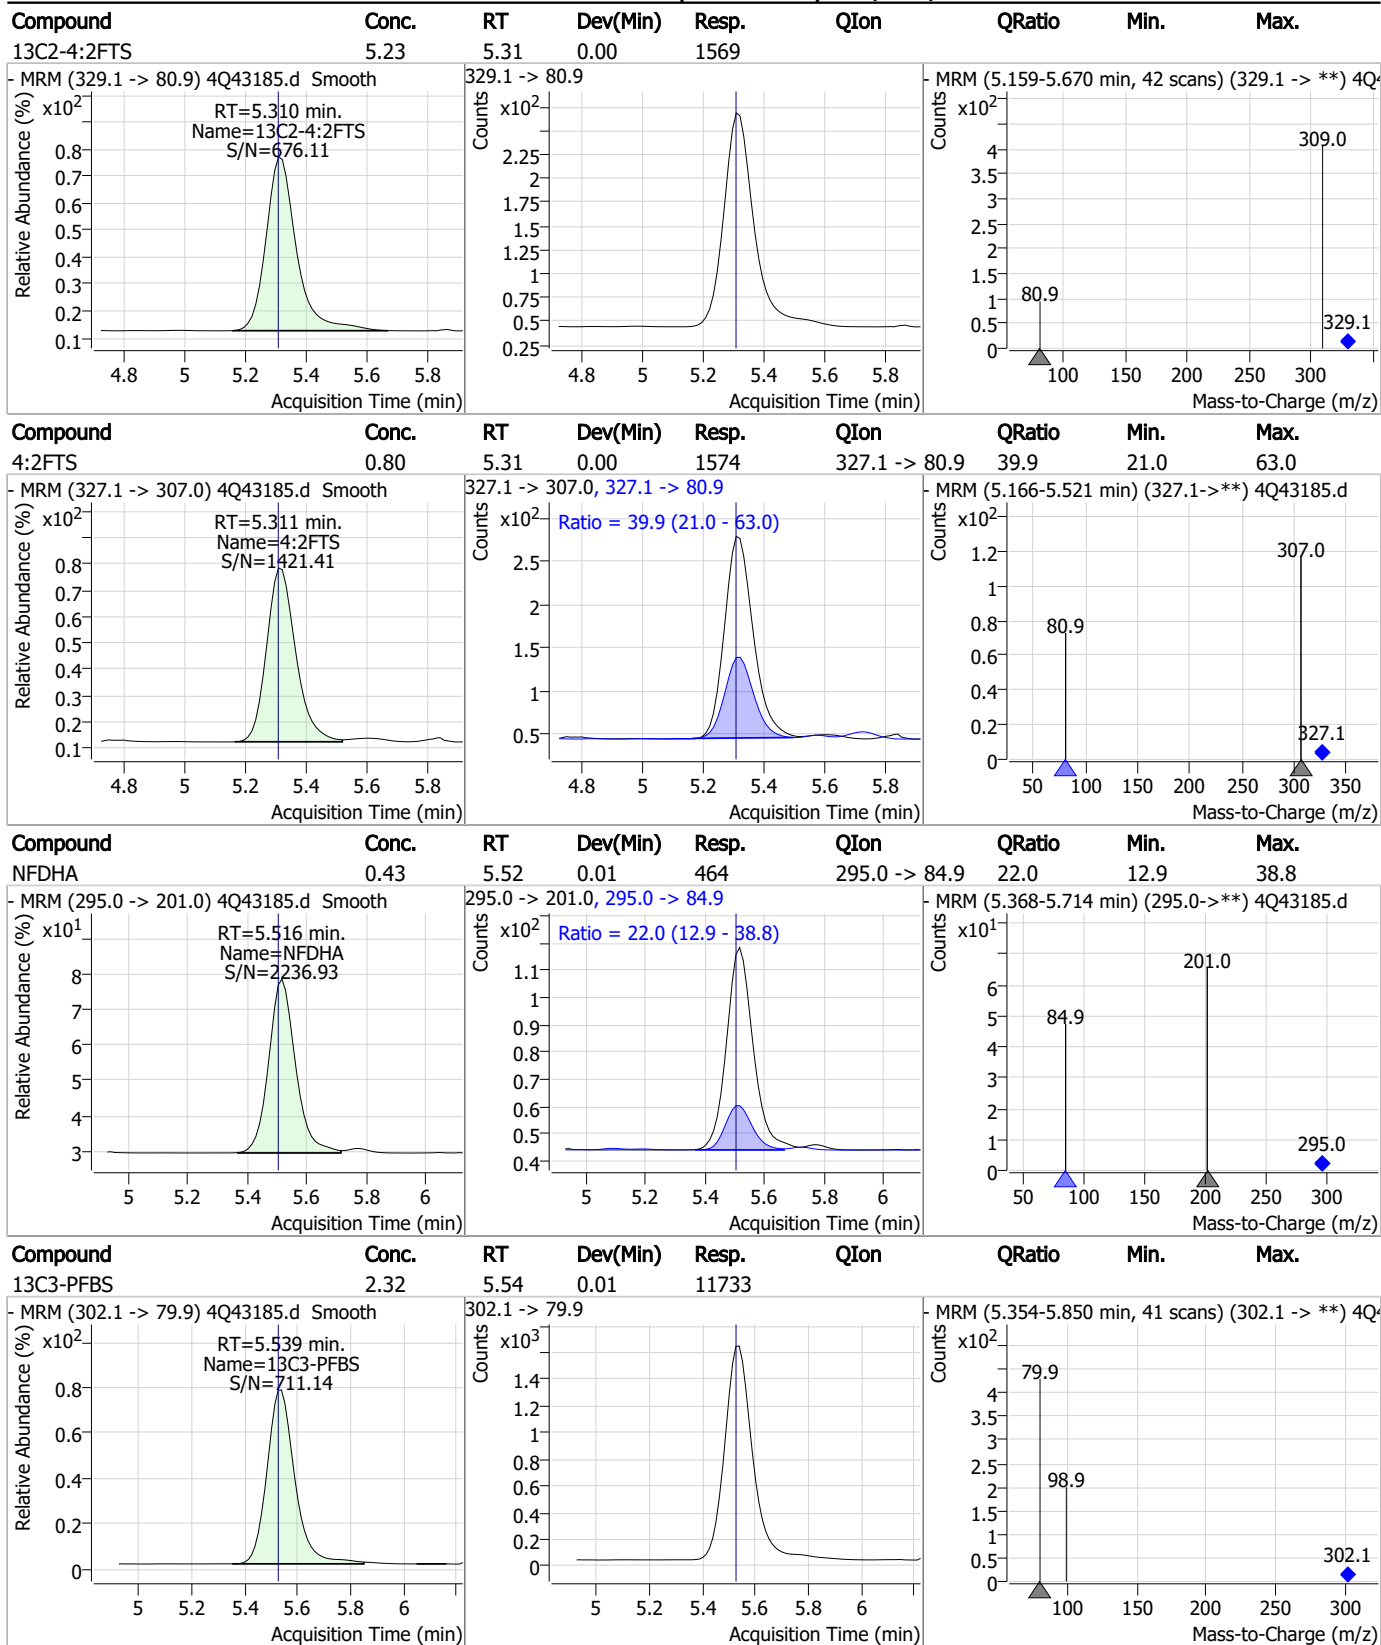 Compound Conc. RT Dev(Min) Resp. QIon QRatio Min. Max.
13C2-4:2FTS 5.23 5.31 0.00 1569
- MRM (329.1 -> 80.9) 4Q43185.d Smooth
Relative Abundance (%)
x10²
RT=5.310 min.
Name=13C2-4:2FTS
S/N=676.11
0.8
0.7
0.6
0.5
0.4
0.3
0.2
0.1
4.8 5 5.2 5.4 5.6 5.8
Acquisition Time (min)
329.1 -> 80.9
Counts
x10²
2.25
2
1.75
1.5
1.25
1
0.75
0.5
0.25
4.8 5 5.2 5.4 5.6 5.8
Acquisition Time (min)
- MRM (5.159-5.670 min, 42 scans) (329.1 -> **) 4Q4
Counts
x10²
309.0
80.9
329.1
4
3.5
3
2.5
2
1.5
1
0.5
0
100 150 200 250 300
Mass-to-Charge (m/z)
Compound Conc. RT Dev(Min) Resp. QIon QRatio Min. Max.
4:2FTS 0.80 5.31 0.00 1574 327.1 -> 80.9 39.9 21.0 63.0
- MRM (327.1 -> 307.0) 4Q43185.d Smooth
Relative Abundance (%)
x10²
RT=5.311 min.
Name=4:2FTS
S/N=1421.41
0.8
0.7
0.6
0.5
0.4
0.3
0.2
0.1
4.8 5 5.2 5.4 5.6 5.8
Acquisition Time (min)
327.1 -> 307.0, 327.1 -> 80.9
Counts
x10²
Ratio = 39.9 (21.0 - 63.0)
2.5
2
1.5
1
0.5
4.8 5 5.2 5.4 5.6 5.8
Acquisition Time (min)
- MRM (5.166-5.521 min) (327.1->**) 4Q43185.d
Counts
x10²
307.0
80.9
327.1
1.2
1
0.8
0.6
0.4
0.2
0
50 100 150 200 250 300 350
Mass-to-Charge (m/z)
Compound Conc. RT Dev(Min) Resp. QIon QRatio Min. Max.
NFDHA 0.43 5.52 0.01 464 295.0 -> 84.9 22.0 12.9 38.8
- MRM (295.0 -> 201.0) 4Q43185.d Smooth
Relative Abundance (%)
x10¹
RT=5.516 min.
Name=NFDHA
S/N=2236.93
8
7
6
5
4
3
5 5.2 5.4 5.6 5.8 6
Acquisition Time (min)
295.0 -> 201.0, 295.0 -> 84.9
Counts
x10²
Ratio = 22.0 (12.9 - 38.8)
1.1
1
0.9
0.8
0.7
0.6
0.5
0.4
5 5.2 5.4 5.6 5.8 6
Acquisition Time (min)
- MRM (5.368-5.714 min) (295.0->**) 4Q43185.d
Counts
x10¹
201.0
84.9
295.0
6
5
4
3
2
1
0
50 100 150 200 250 300
Mass-to-Charge (m/z)
Compound Conc. RT Dev(Min) Resp. QIon QRatio Min. Max.
13C3-PFBS 2.32 5.54 0.01 11733
- MRM (302.1 -> 79.9) 4Q43185.d Smooth
Relative Abundance (%)
x10²
RT=5.539 min.
Name=13C3-PFBS
S/N=711.14
0.8
0.6
0.4
0.2
0
5 5.2 5.4 5.6 5.8 6
Acquisition Time (min)
302.1 -> 79.9
Counts
x10³
1.4
1.2
1
0.8
0.6
0.4
0.2
0
5 5.2 5.4 5.6 5.8 6
Acquisition Time (min)
- MRM (5.354-5.850 min, 41 scans) (302.1 -> **) 4Q4
Counts
x10²
79.9
98.9
302.1
4
3.5
3
2.5
2
1.5
1
0.5
0
100 150 200 250 300
Mass-to-Charge (m/z)